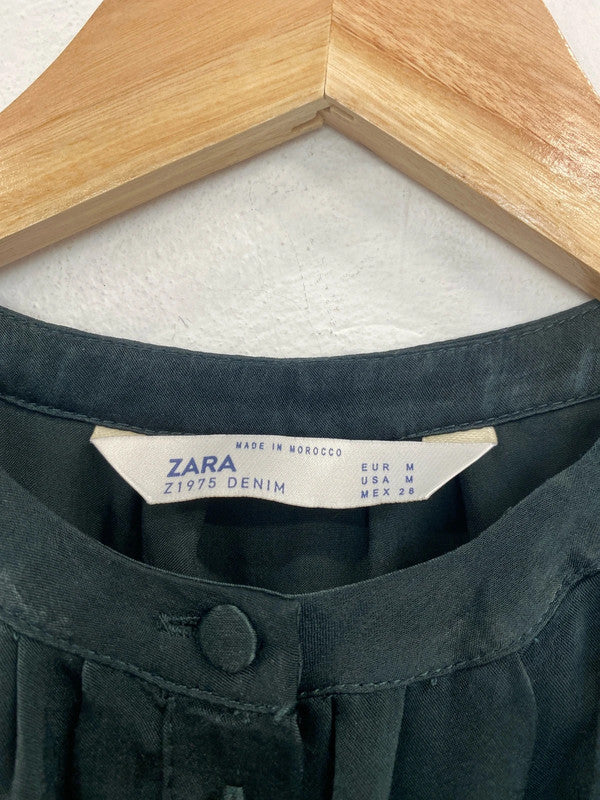 MADE IN MOROCCO
ZARA
Z1975 DENIM
EUR M
USA M
MEX 28